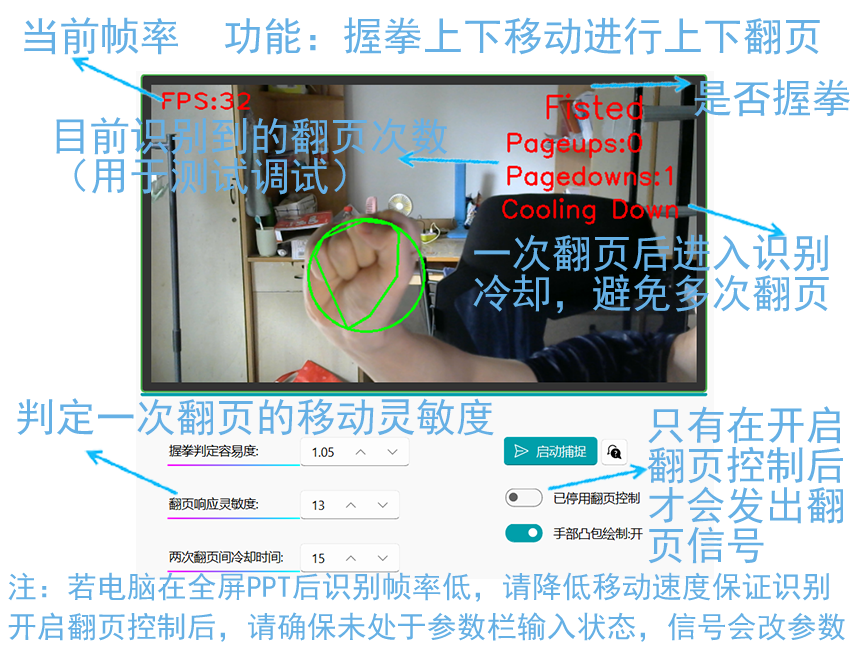 当前帧率 功能：握拳上下移动进行上下翻页
FPS:32
Fisted
是否握拳
目前识别到的翻页次数
（用于测试调试）
Pageups:0
Pagedowns:1
Cooling Down
一次翻页后进入识别
冷却，避免多次翻页
判定一次翻页的移动灵敏度
握拳判定容易度: 1.05
启动捕捉
翻页响应灵敏度: 13
已停用翻页控制
手部凸包绘制:开
两次翻页间冷却时间: 15
只有在开启
翻页控制后
才会发出翻
页信号
注：若电脑在全屏PPT后识别帧率低，请降低移动速度保证识别
开启翻页控制后，请确保未处于参数栏输入状态，信号会改参数